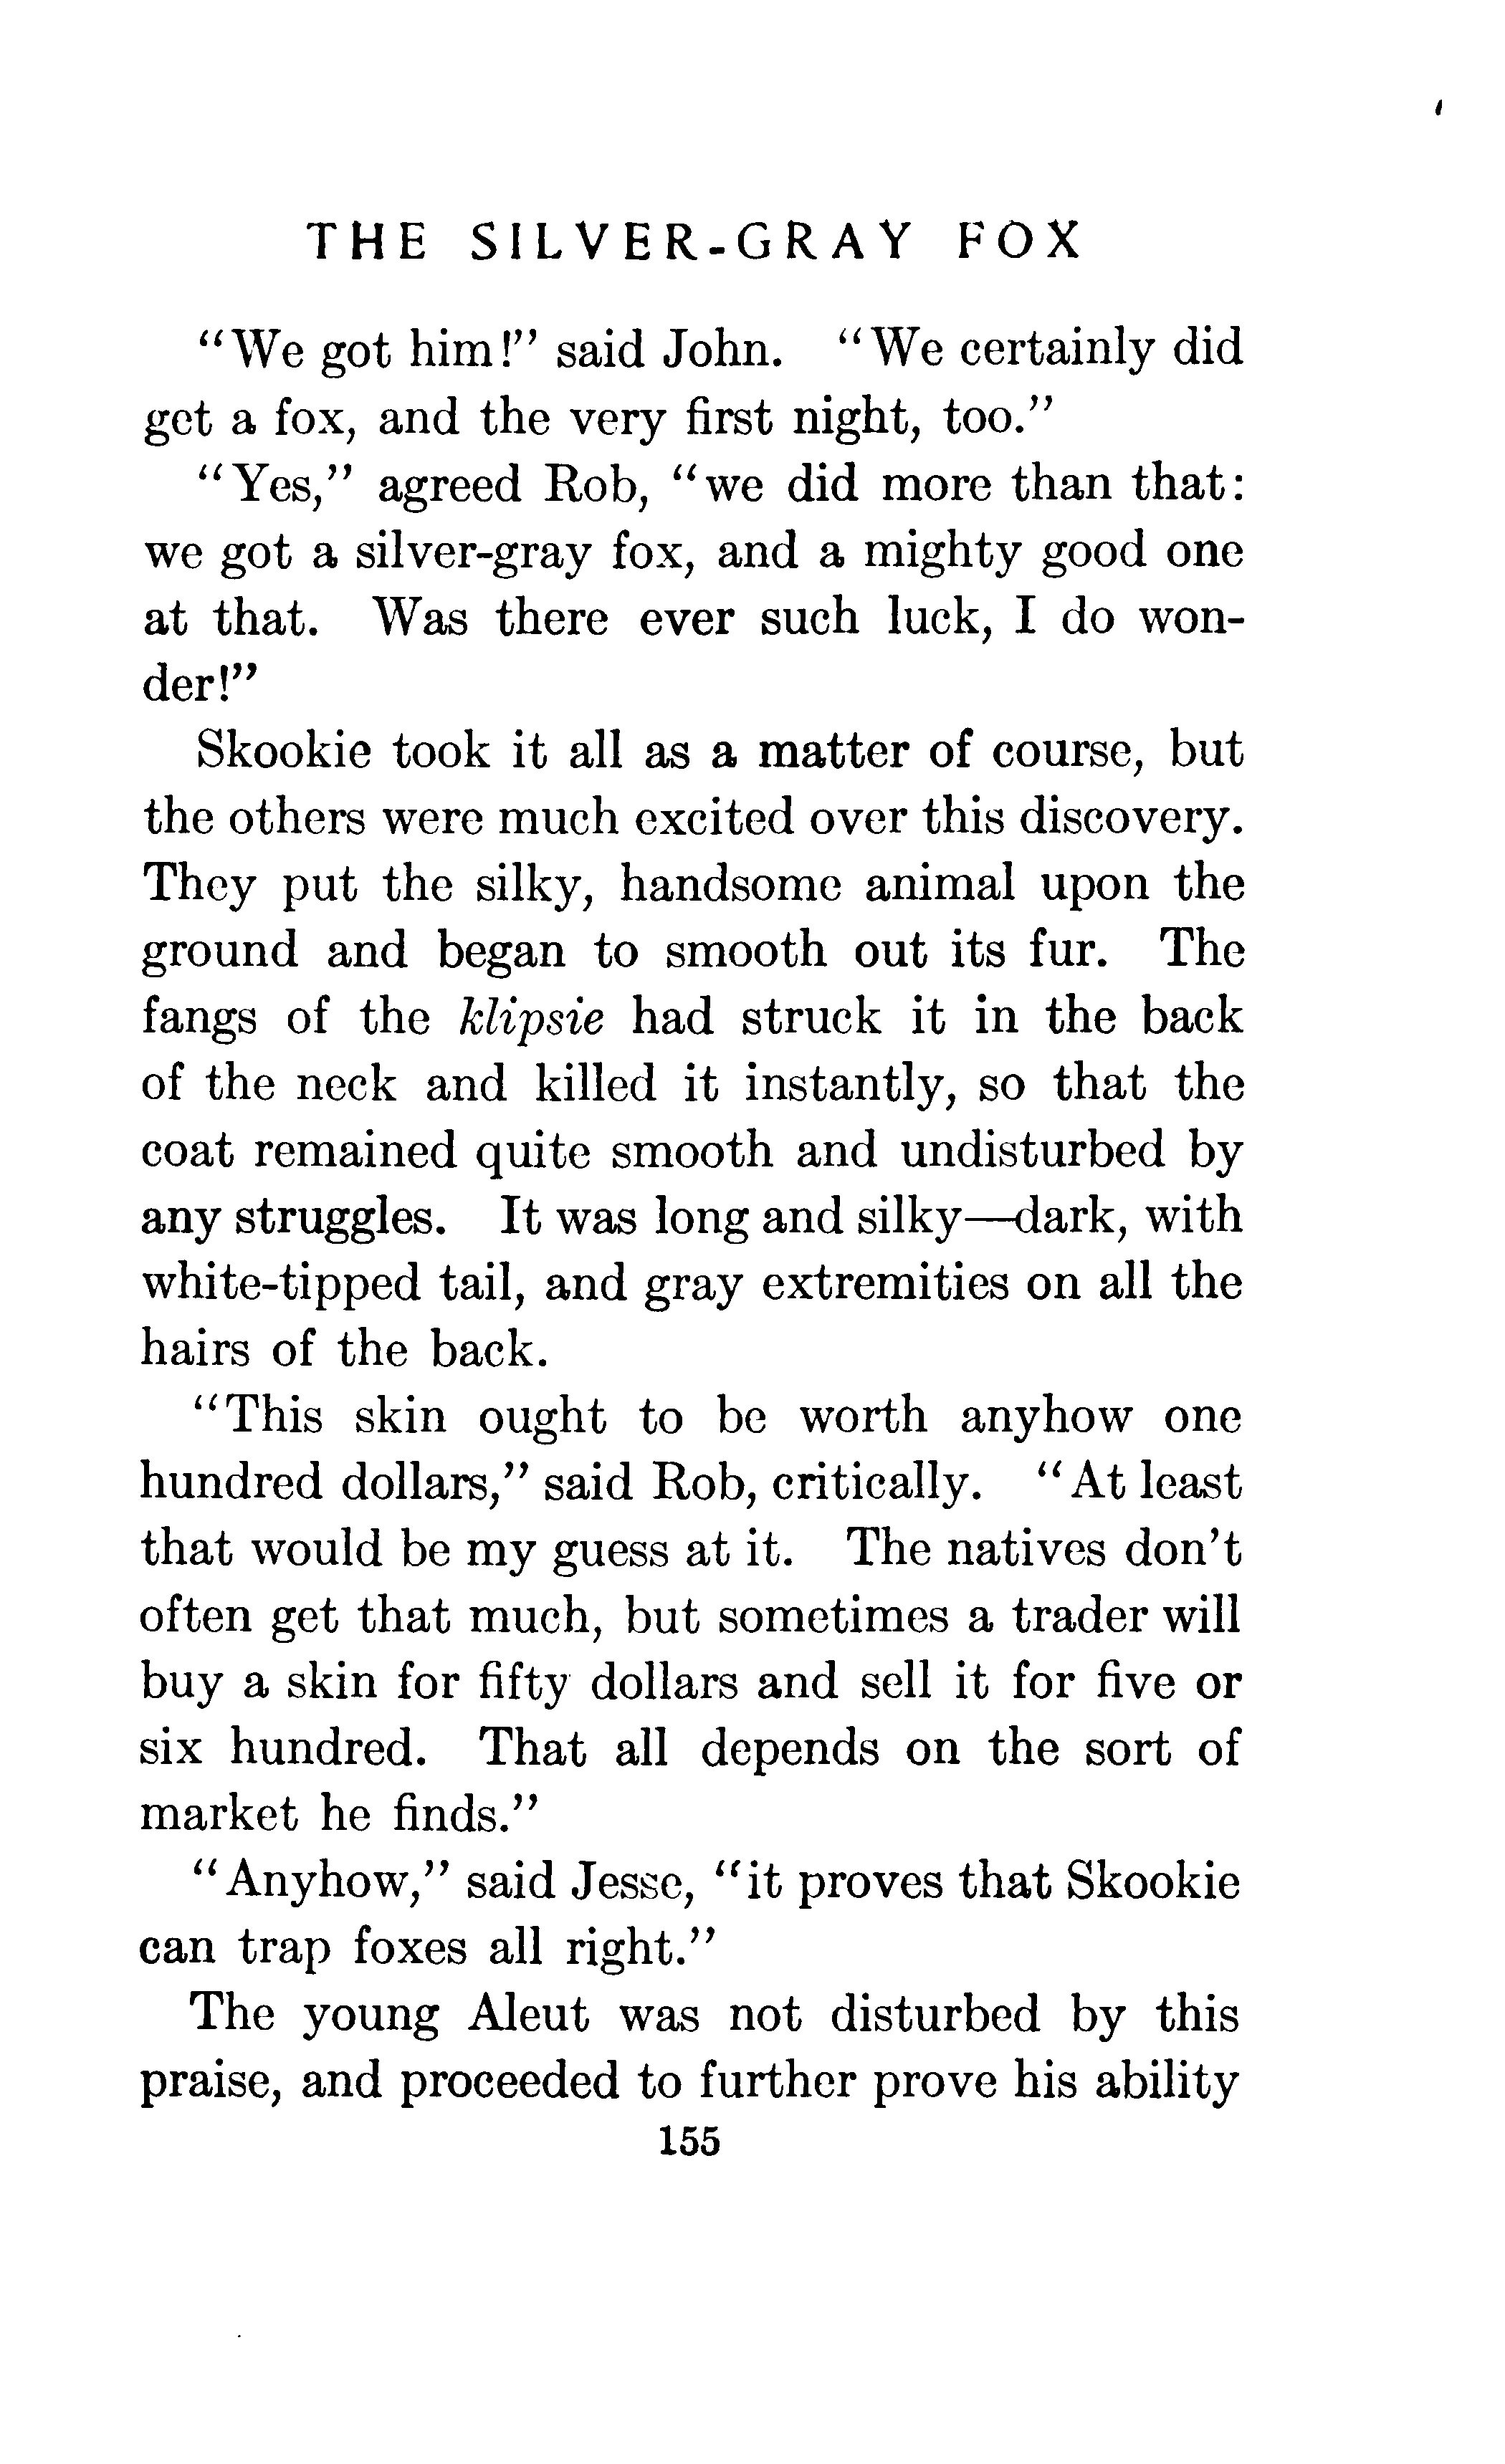 THE SILVER-GRAY FOX
"We got him!" said John. "We certainly did
get a fox, and the very first night, too."
"Yes," agreed Rob, "we did more than that:
we got a silver-gray fox, and a mighty good one
at that. Was there ever such luck, I do won-
der!"
Skookie took it all as a matter of course, but
the others were much excited over this discovery.
They put the silky, handsome animal upon the
ground and began to smooth out its fur. The
fangs of the klipsie had struck it in the back
of the neck and killed it instantly, so that the
coat remained quite smooth and undisturbed by
any struggles. It was long and silky—dark, with
white-tipped tail, and gray extremities on all the
hairs of the back.
"This skin ought to be worth anyhow one
hundred dollars," said Rob, critically. "At least
that would be my guess at it. The natives don't
often get that much, but sometimes a trader will
buy a skin for fifty dollars and sell it for five or
six hundred. That all depends on the sort of
market he finds."
"Anyhow," said Jesse, "it proves that Skookie
can trap foxes all right."
The young Aleut was not disturbed by this
praise, and proceeded to further prove his ability
155